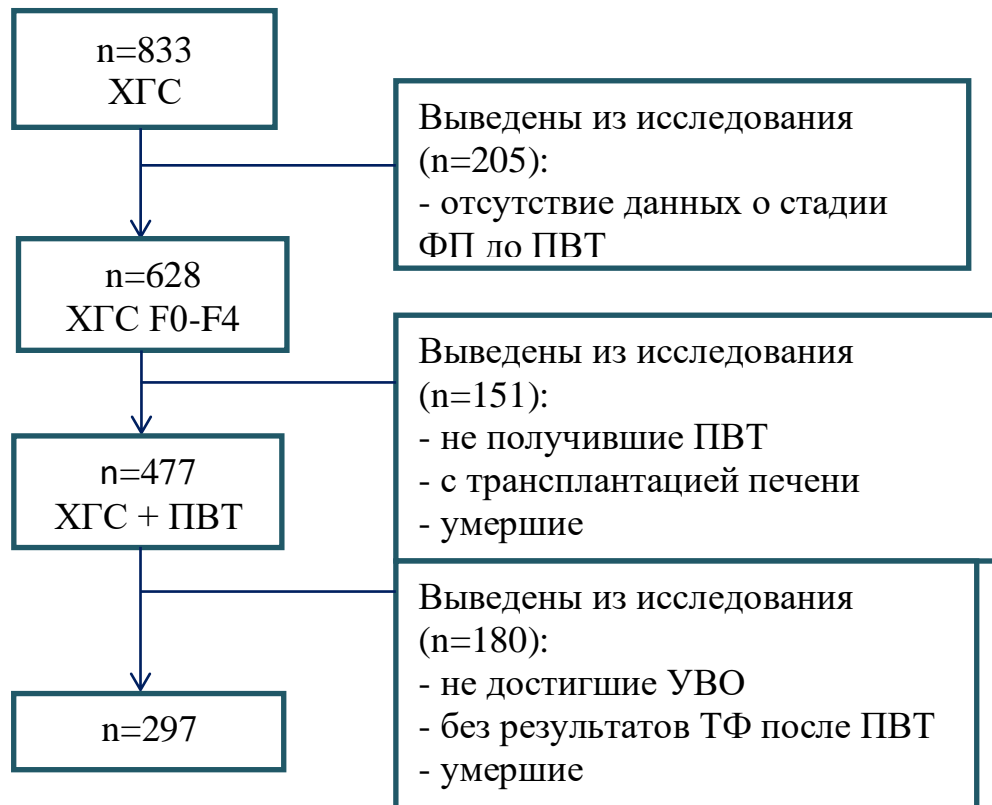 n=833
ХГС
Выведены из исследования
(n=205):
- отсутствие данных о стадии
ФП до ПВТ
n=628
ХГС F0-F4
Выведены из исследования
(n=151):
- не получившие ПВТ
- с трансплантацией печени
- умершие
n=477
ХГС + ПВТ
Выведены из исследования
(n=180):
- не достигшие УВО
- без результатов ТФ после ПВТ
- умершие
n=297